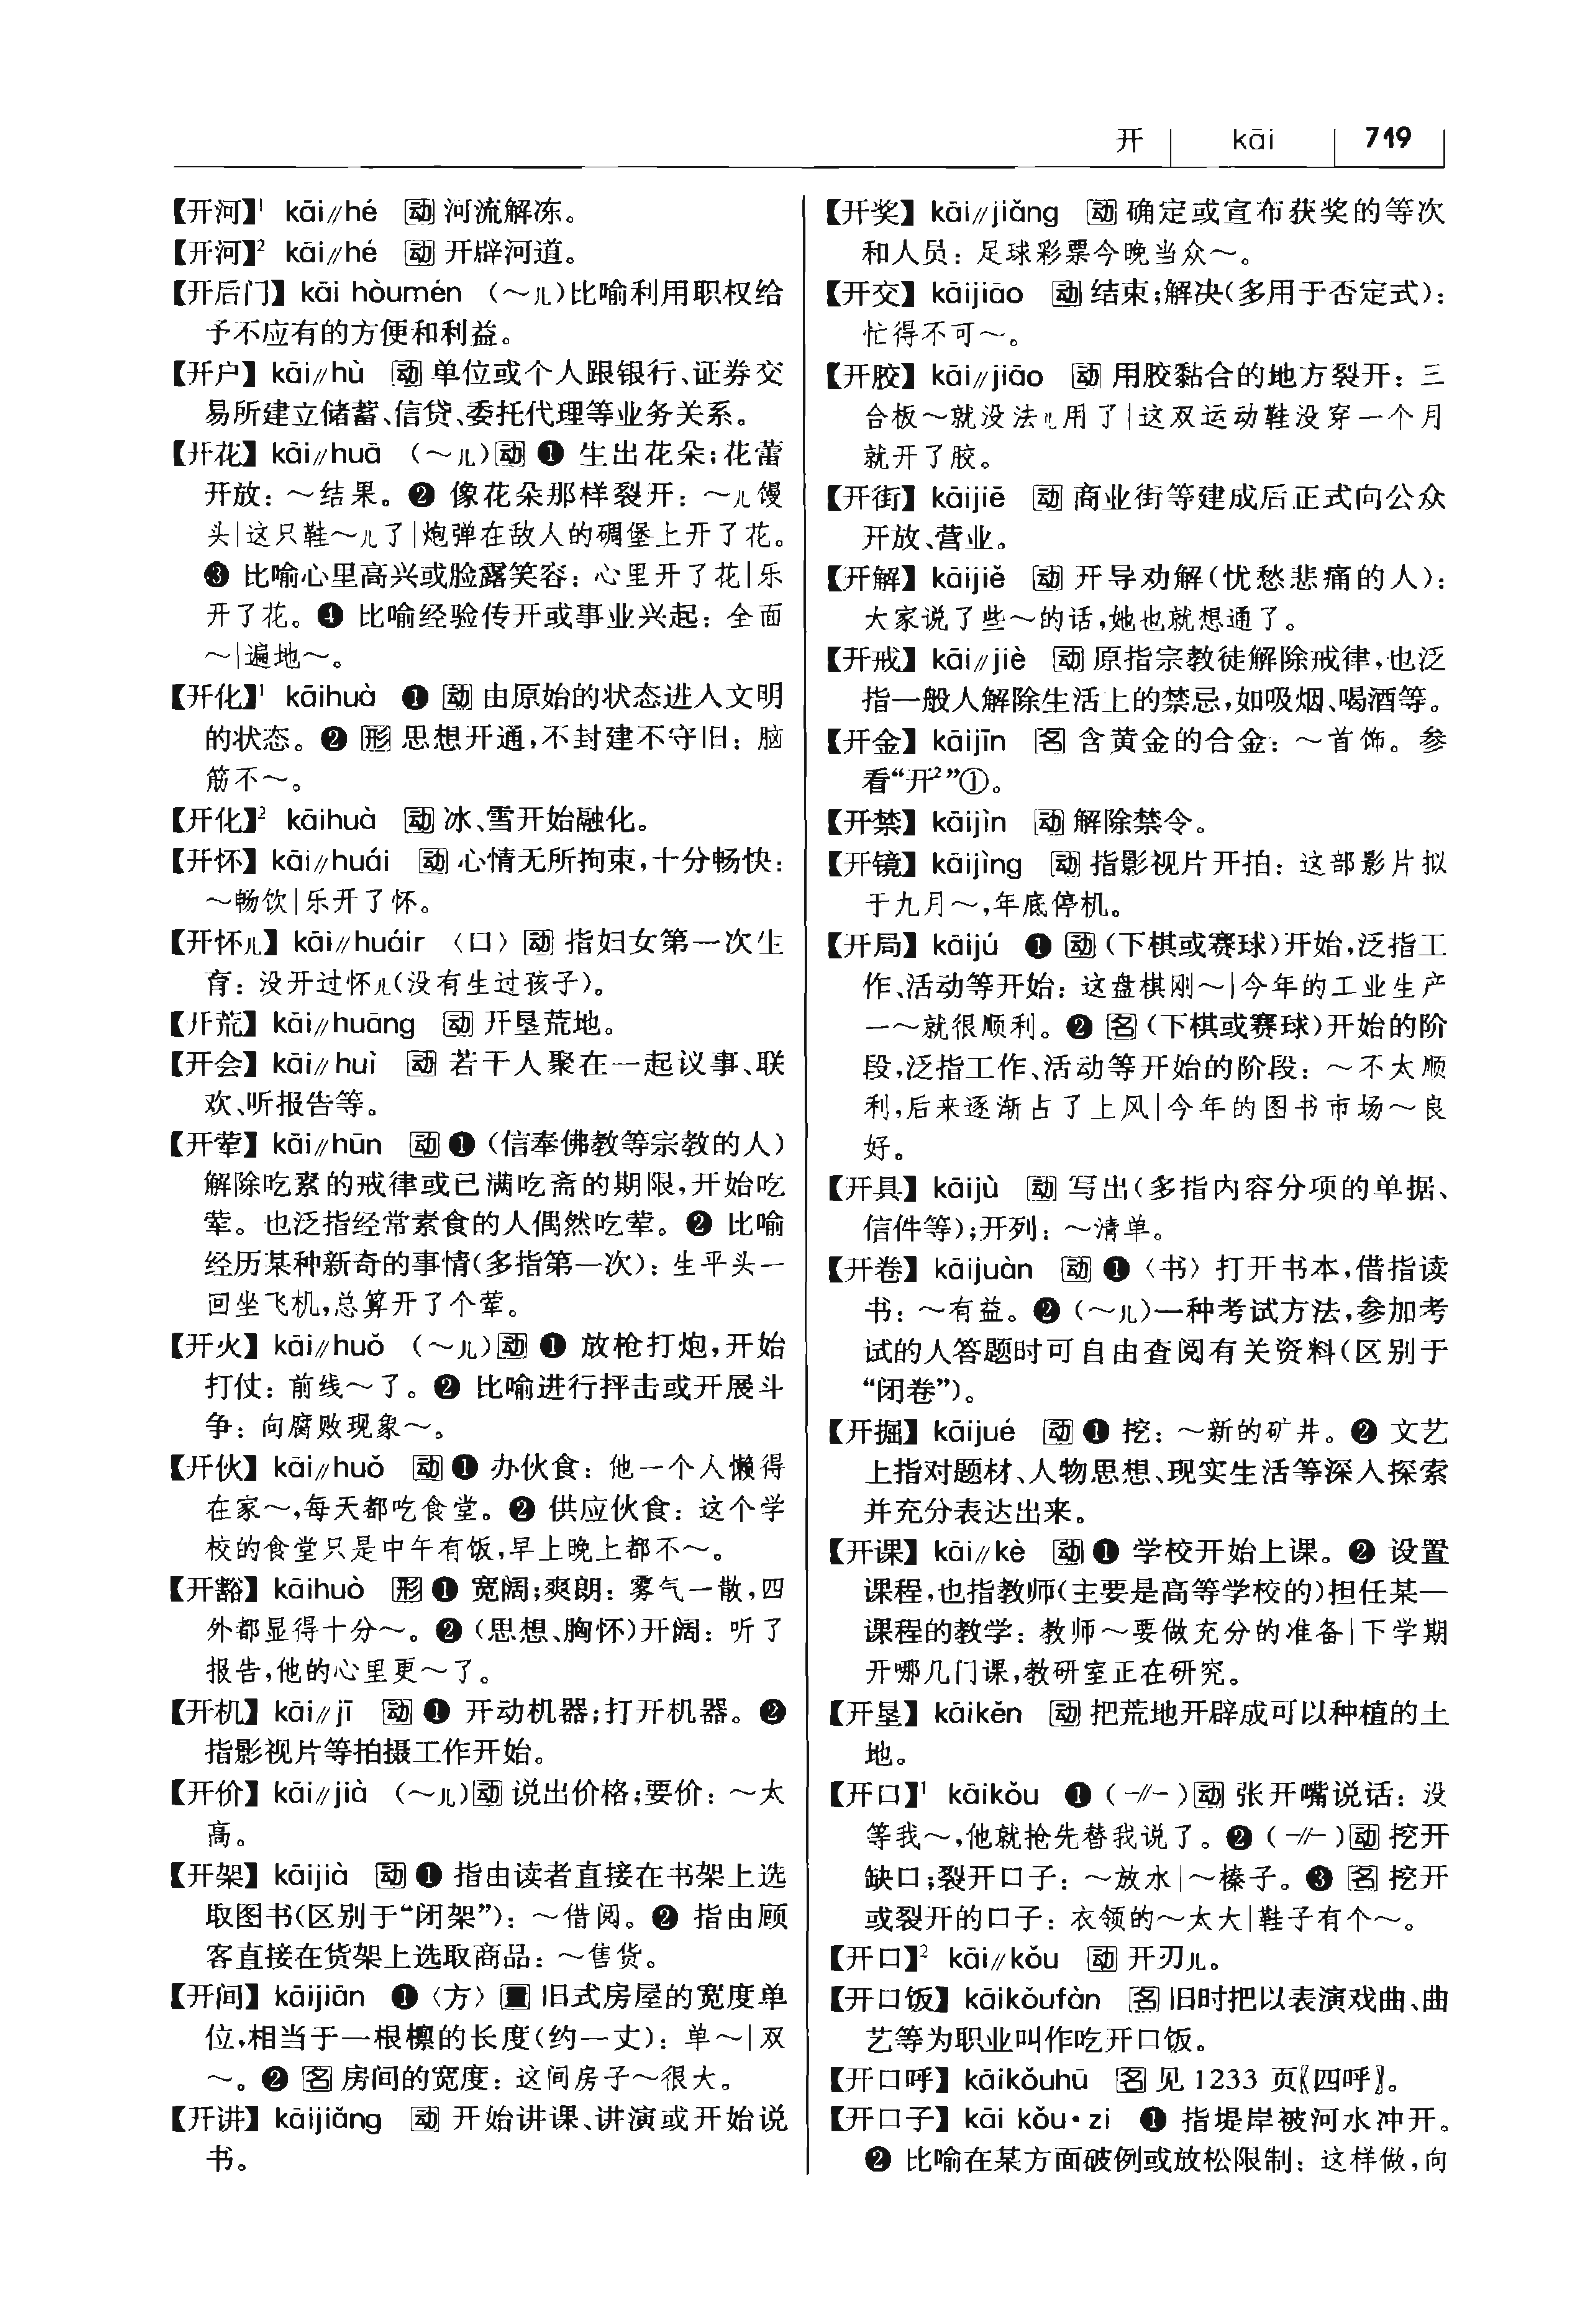 开 kāi 719
【开河】¹ kāi∥hé 动 河流解冻。
【开河】² kāi∥hé 动 开辟河道。
【开后门】kāi hòumén （～儿）比喻利用职权给
予不应有的方便和利益。
【开户】kāi∥hù 动 单位或个人跟银行、证券交
易所建立储蓄、信贷、委托代理等业务关系。
【开花】kāi∥huā （～儿）动 ❶ 生出花朵；花蕾
开放：～结果。❷ 像花朵那样裂开：～儿馒
头|这只鞋～儿了|炮弹在敌人的碉堡上开了花。
❸ 比喻心里高兴或脸露笑容：心里开了花|乐
开了花。❹ 比喻经验传开或事业兴起：全面
～|遍地～。
【开化】¹ kāihuà ❶ 动 由原始的状态进入文明
的状态。❷ 形 思想开通，不封建不守旧：脑
筋不～。
【开化】² kāihuà 动 冰、雪开始融化。
【开怀】kāi∥huái 动 心情无所拘束，十分畅快：
～畅饮|乐开了怀。
【开怀儿】kāi∥huáir 〈口〉动 指妇女第一次生
育：没开过怀儿（没有生过孩子）。
【开荒】kāi∥huāng 动 开垦荒地。
【开会】kāi∥huì 动 若干人聚在一起议事、联
欢、听报告等。
【开荤】kāi∥hūn 动 ❶（信奉佛教等宗教的人）
解除吃素的戒律或已满吃斋的期限，开始吃
荤。也泛指经常素食的人偶然吃荤。❷ 比喻
经历某种新奇的事情（多指第一次）：生平头一
回坐飞机，总算开了个荤。
【开火】kāi∥huǒ （～儿）动 ❶ 放枪打炮，开始
打仗：前线～了。❷ 比喻进行抨击或开展斗
争：向腐败现象～。
【开伙】kāi∥huǒ 动 ❶ 办伙食：他一个人懒得
在家～，每天都吃食堂。❷ 供应伙食：这个学
校的食堂只是中午有饭，早上晚上都不～。
【开豁】kāihuò 形 ❶ 宽阔；爽朗：雾气一散，四
外都显得十分～。❷（思想、胸怀）开阔：听了
报告，他的心里更～了。
【开机】kāi∥jī 动 ❶ 开动机器；打开机器。❷
指影视片等拍摄工作开始。
【开价】kāi∥jià （～儿）动 说出价格；要价：～太
高。
【开架】kāijià 动 ❶ 指由读者直接在书架上选
取图书（区别于“闭架”）：～借阅。❷ 指由顾
客直接在货架上选取商品：～售货。
【开间】kāijiān ❶〈方〉量 旧式房屋的宽度单
位，相当于一根檩的长度（约一丈）：单～|双
～。❷ 名 房间的宽度：这间房子～很大。
【开讲】kāijiǎng 动 开始讲课、讲演或开始说
书。
【开奖】kāi∥jiǎng 动 确定或宣布获奖的等次
和人员：足球彩票今晚当众～。
【开交】kāijiāo 动 结束；解决（多用于否定式）：
忙得不可～。
【开胶】kāi∥jiāo 动 用胶黏合的地方裂开：三
合板～就没法儿用了|这双运动鞋没穿一个月
就开了胶。
【开街】kāijiē 动 商业街等建成后正式向公众
开放、营业。
【开解】kāijiě 动 开导劝解（忧愁悲痛的人）：
大家说了些～的话，她也就想通了。
【开戒】kāi∥jiè 动 原指宗教徒解除戒律，也泛
指一般人解除生活上的禁忌，如吸烟、喝酒等。
【开金】kāijīn 名 含黄金的合金：～首饰。参
看“开²”①。
【开禁】kāijìn 动 解除禁令。
【开镜】kāijìng 动 指影视片开拍：这部影片拟
于九月～，年底停机。
【开局】kāijú ❶ 动（下棋或赛球）开始，泛指工
作、活动等开始：这盘棋刚～|今年的工业生产
一～就很顺利。❷ 名（下棋或赛球）开始的阶
段，泛指工作、活动等开始的阶段：～不太顺
利，后来逐渐占了上风|今年的图书市场～良
好。
【开具】kāijù 动 写出（多指内容分项的单据、
信件等）；开列：～清单。
【开卷】kāijuàn 动 ❶〈书〉打开书本，借指读
书：～有益。❷（～儿）一种考试方法，参加考
试的人答题时可自由查阅有关资料（区别于
“闭卷”）。
【开掘】kāijué 动 ❶ 挖：～新的矿井。❷ 文艺
上指对题材、人物思想、现实生活等深入探索
并充分表达出来。
【开课】kāi∥kè 动 ❶ 学校开始上课。❷ 设置
课程，也指教师（主要是高等学校的）担任某一
课程的教学：教师～要做充分的准备|下学期
开哪几门课，教研室正在研究。
【开垦】kāikěn 动 把荒地开辟成可以种植的土
地。
【开口】¹ kāikǒu ❶（-∥-）动 张开嘴说话：没
等我～，他就抢先替我说了。❷（-∥-）动 挖开
缺口；裂开口子：～放水|～榛子。❸ 名 挖开
或裂开的口子：衣领的～太大|鞋子有个～。
【开口】² kāi∥kǒu 动 开刃儿。
【开口饭】kāikǒufàn 名 旧时把以表演戏曲、曲
艺等为职业叫作吃开口饭。
【开口呼】kāikǒuhū 名 见 1233 页〖四呼〗。
【开口子】kāi kǒu·zi ❶ 指堤岸被河水冲开。
❷ 比喻在某方面破例或放松限制：这样做，向